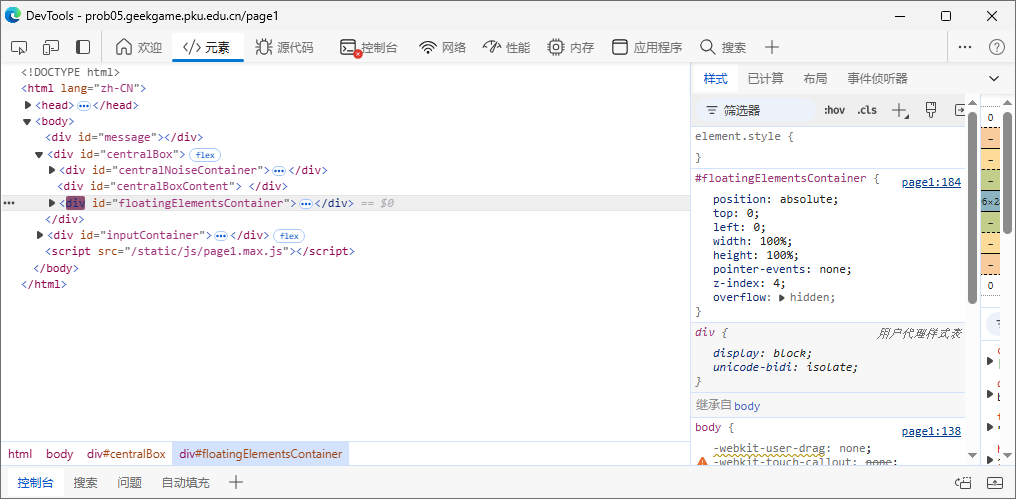 DevTools - prob05.geekgame.pku.edu.cn/page1
欢迎 </> 元素 源代码 控制台 网络 性能 内存 应用程序 搜索
<!DOCTYPE html>
<html lang="zh-CN">
<head> ⋯ </head>
<body>
<div id="message"></div>
<div id="centralBox"> flex
<div id="centralNoiseContainer"> ⋯ </div>
<div id="centralBoxContent"> </div>
<div id="floatingElementsContainer"> ⋯ </div> == $0
</div>
<div id="inputContainer"> ⋯ </div> flex
<script src="/static/js/page1.max.js"></script>
</body>
</html>
html body div#centralBox div#floatingElementsContainer
样式 已计算 布局 事件侦听器
筛选器 :hov .cls
element.style {
}
#floatingElementsContainer { page1:184
position: absolute;
top: 0;
left: 0;
width: 100%;
height: 100%;
pointer-events: none;
z-index: 4;
overflow: hidden;
}
div { 用户代理样式表
display: block;
unicode-bidi: isolate;
}
继承自 body
body { page1:138
-webkit-user-drag: none;
-webkit-touch-callout: none;
0
-
-
-
6×2
-
-
-
0
控制台 搜索 问题 自动填充